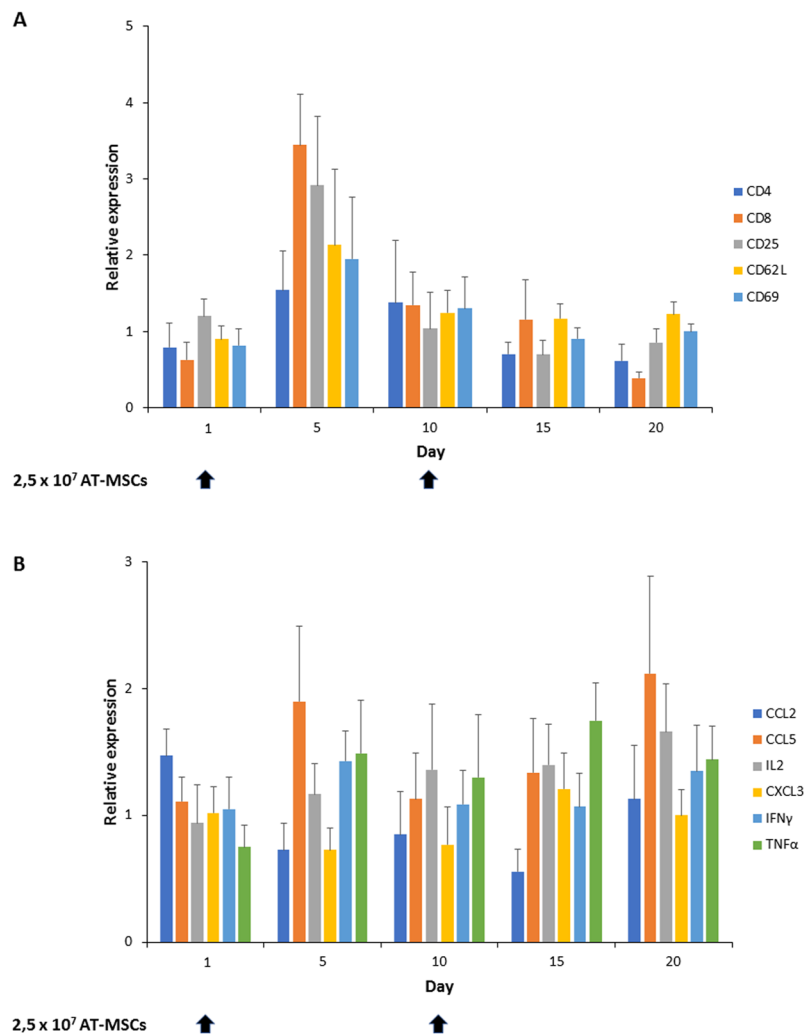 A
5
4
3
2
1
0
Relative expression
1 5 10 15 20
Day
CD4
CD8
CD25
CD62L
CD69
2,5 x 10⁷ AT-MSCs
B
3
2
1
0
Relative expression
1 5 10 15 20
Day
CCL2
CCL5
IL2
CXCL3
IFNγ
TNFα
2,5 x 10⁷ AT-MSCs